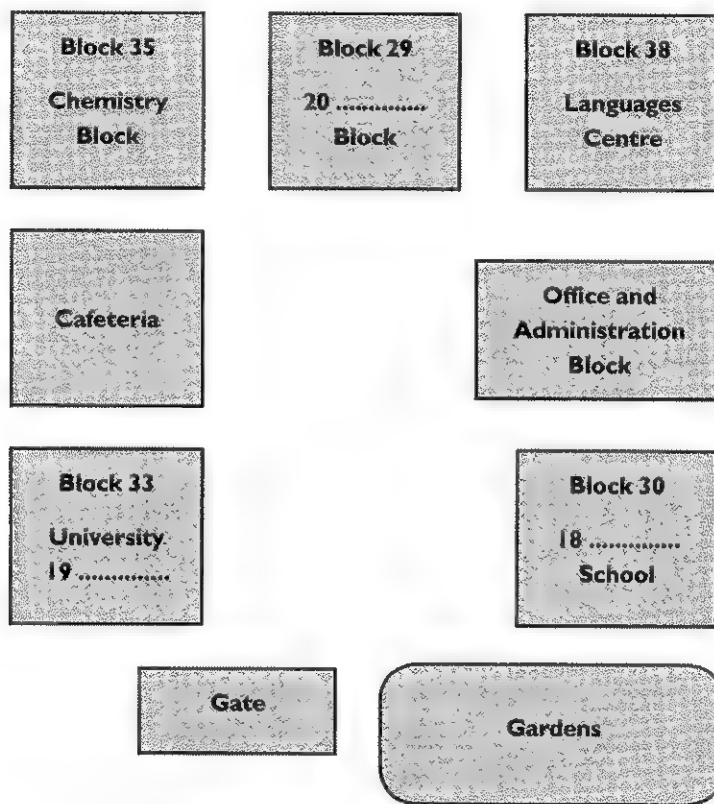 Block 35
Chemistry
Block
Block 29
20 .............
Block
Block 38
Languages
Centre
Cafeteria
Office and
Administration
Block
Block 33
University
19 .............
Block 30
18 .............
School
Gate
Gardens